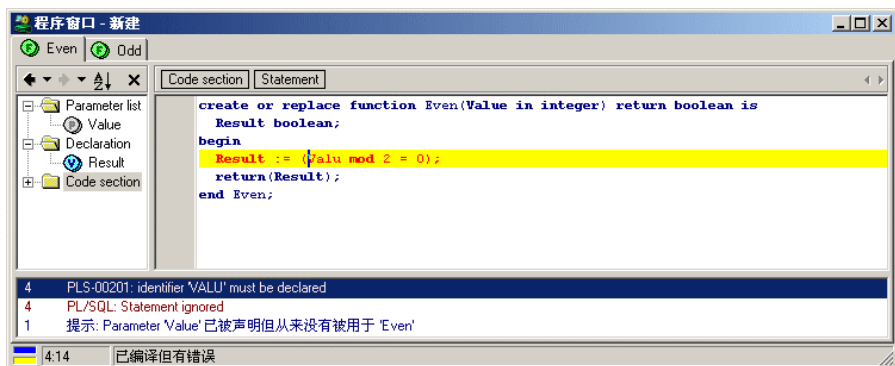 程序窗口 - 新建
Even Odd
Code section Statement
Parameter list
Value
Declaration
Result
Code section
create or replace function Even(Value in integer) return boolean is
Result boolean;
begin
Result := (Valu mod 2 = 0);
return(Result);
end Even;
4 PLS-00201: identifier 'VALU' must be declared
4 PL/SQL: Statement ignored
1 提示: Parameter 'Value' 已被声明但从来没有被用于 'Even'
4:14 已编译但有错误